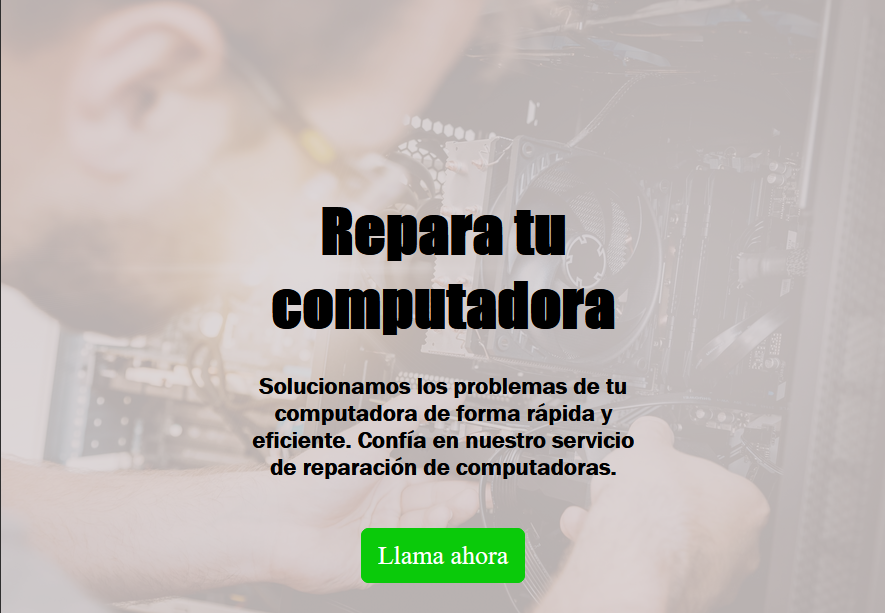 Repara tu
computadora
Solucionamos los problemas de tu
computadora de forma rápida y
eficiente. Confía en nuestro servicio
de reparación de computadoras.
Llama ahora